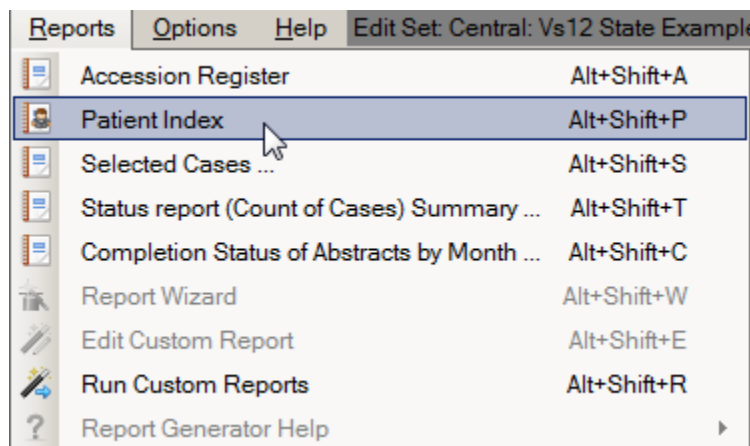 Reports Options Help Edit Set: Central: Vs12 State Example
Accession Register Alt+Shift+A
Patient Index Alt+Shift+P
Selected Cases ... Alt+Shift+S
Status report (Count of Cases) Summary ... Alt+Shift+T
Completion Status of Abstracts by Month ... Alt+Shift+C
Report Wizard Alt+Shift+W
Edit Custom Report Alt+Shift+E
Run Custom Reports Alt+Shift+R
Report Generator Help